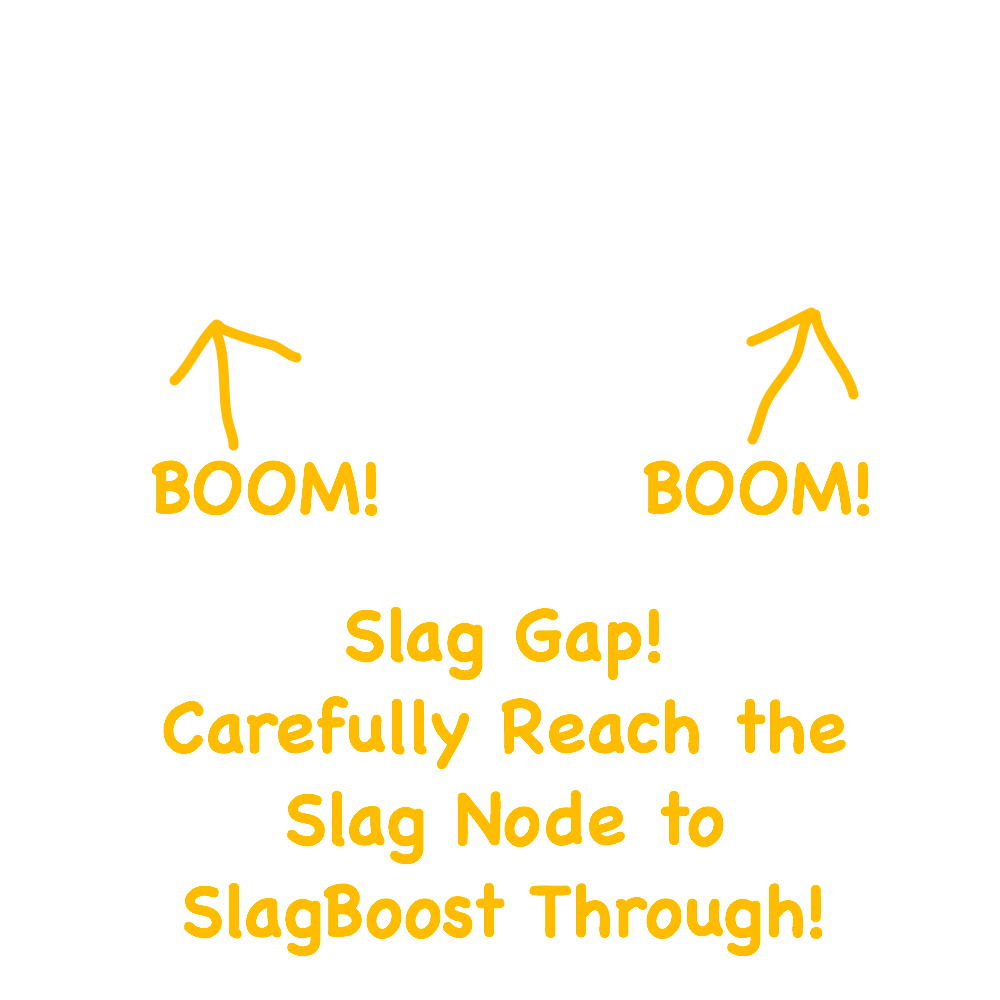 BOOM! BOOM!
Slag Gap!
Carefully Reach the
Slag Node to
SlagBoost Through!